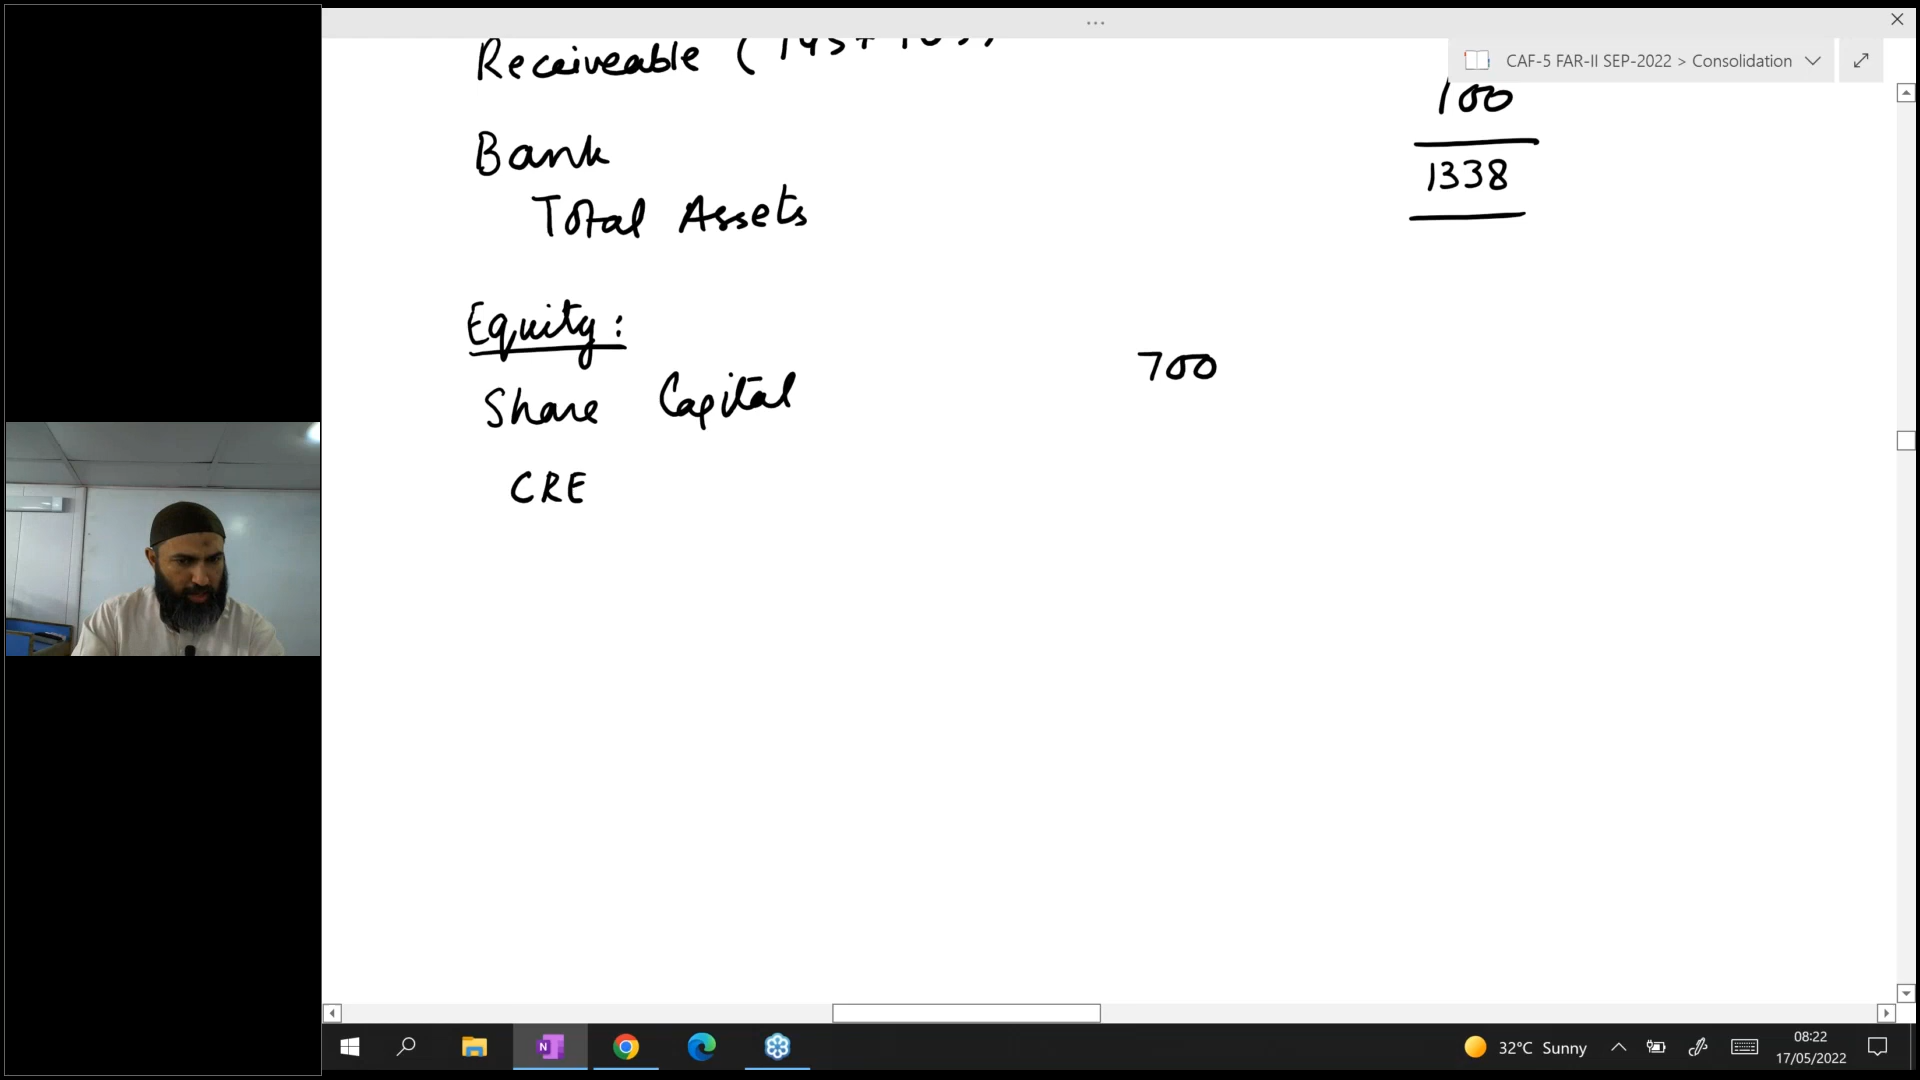 CAF-5 FAR-II SEP-2022 > Consolidation
Receiveable (
100
Bank
1338
Total Assets
Equity:
Share Capital 700
CRE
32°C Sunny
08:22
17/05/2022